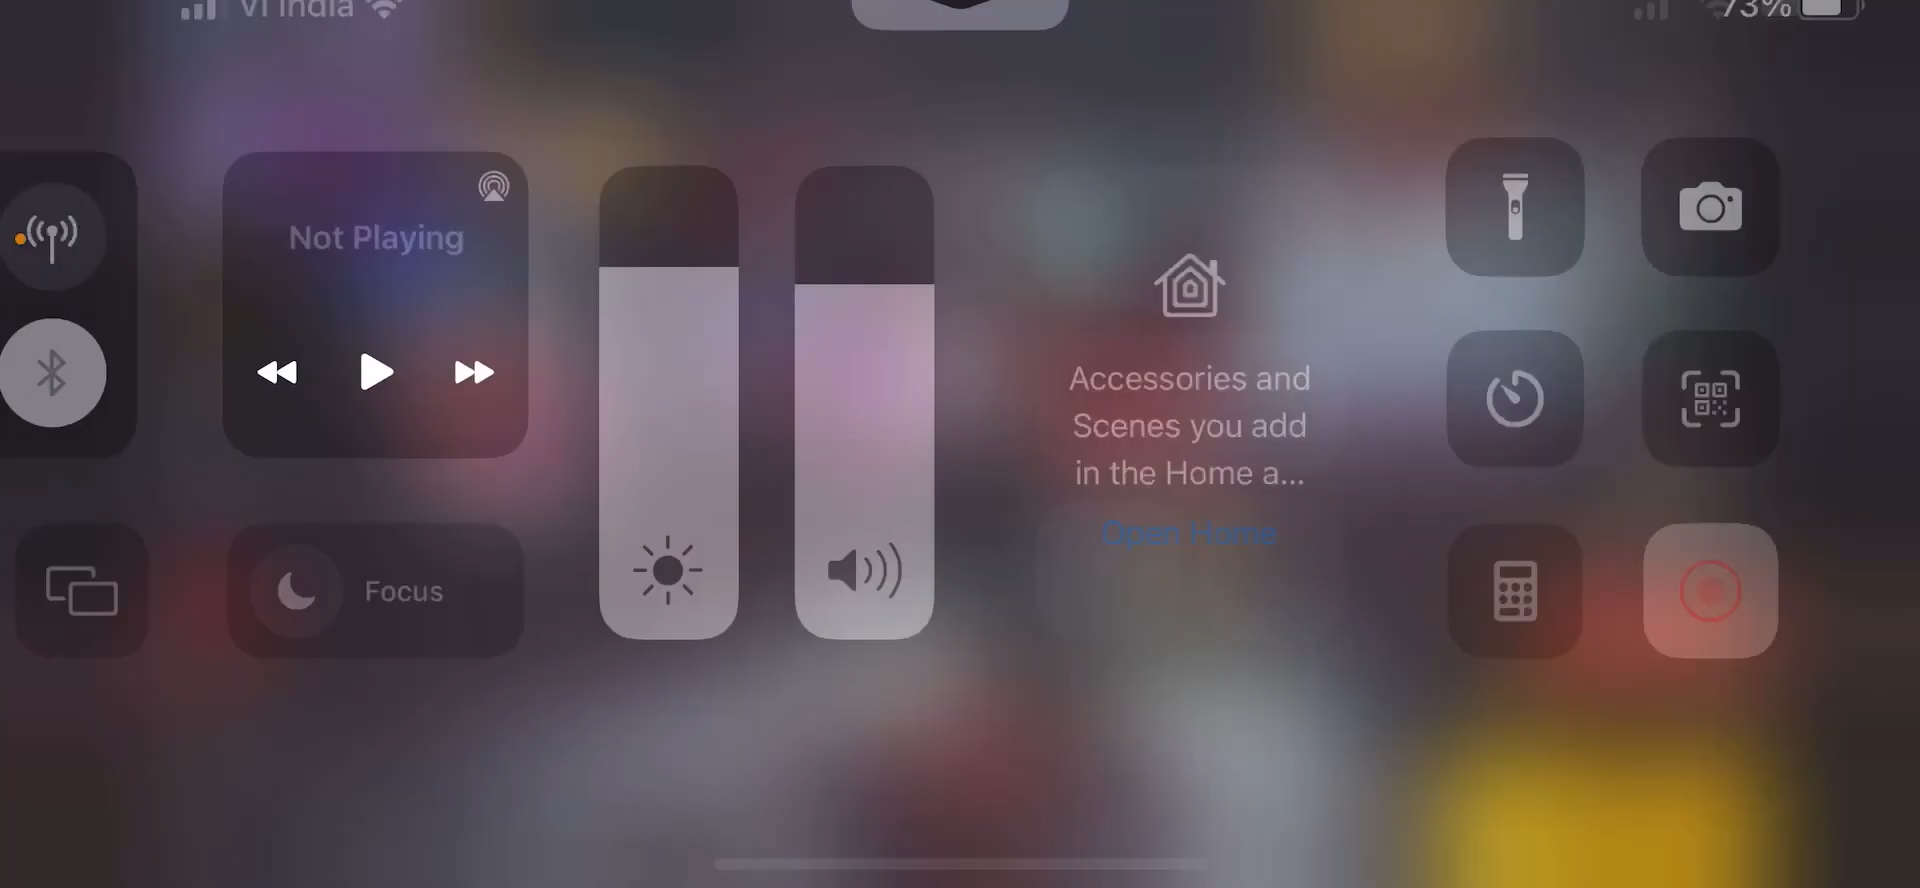 VI India
73%
Not Playing
Accessories and
Scenes you add
in the Home a...
Open Home
Focus